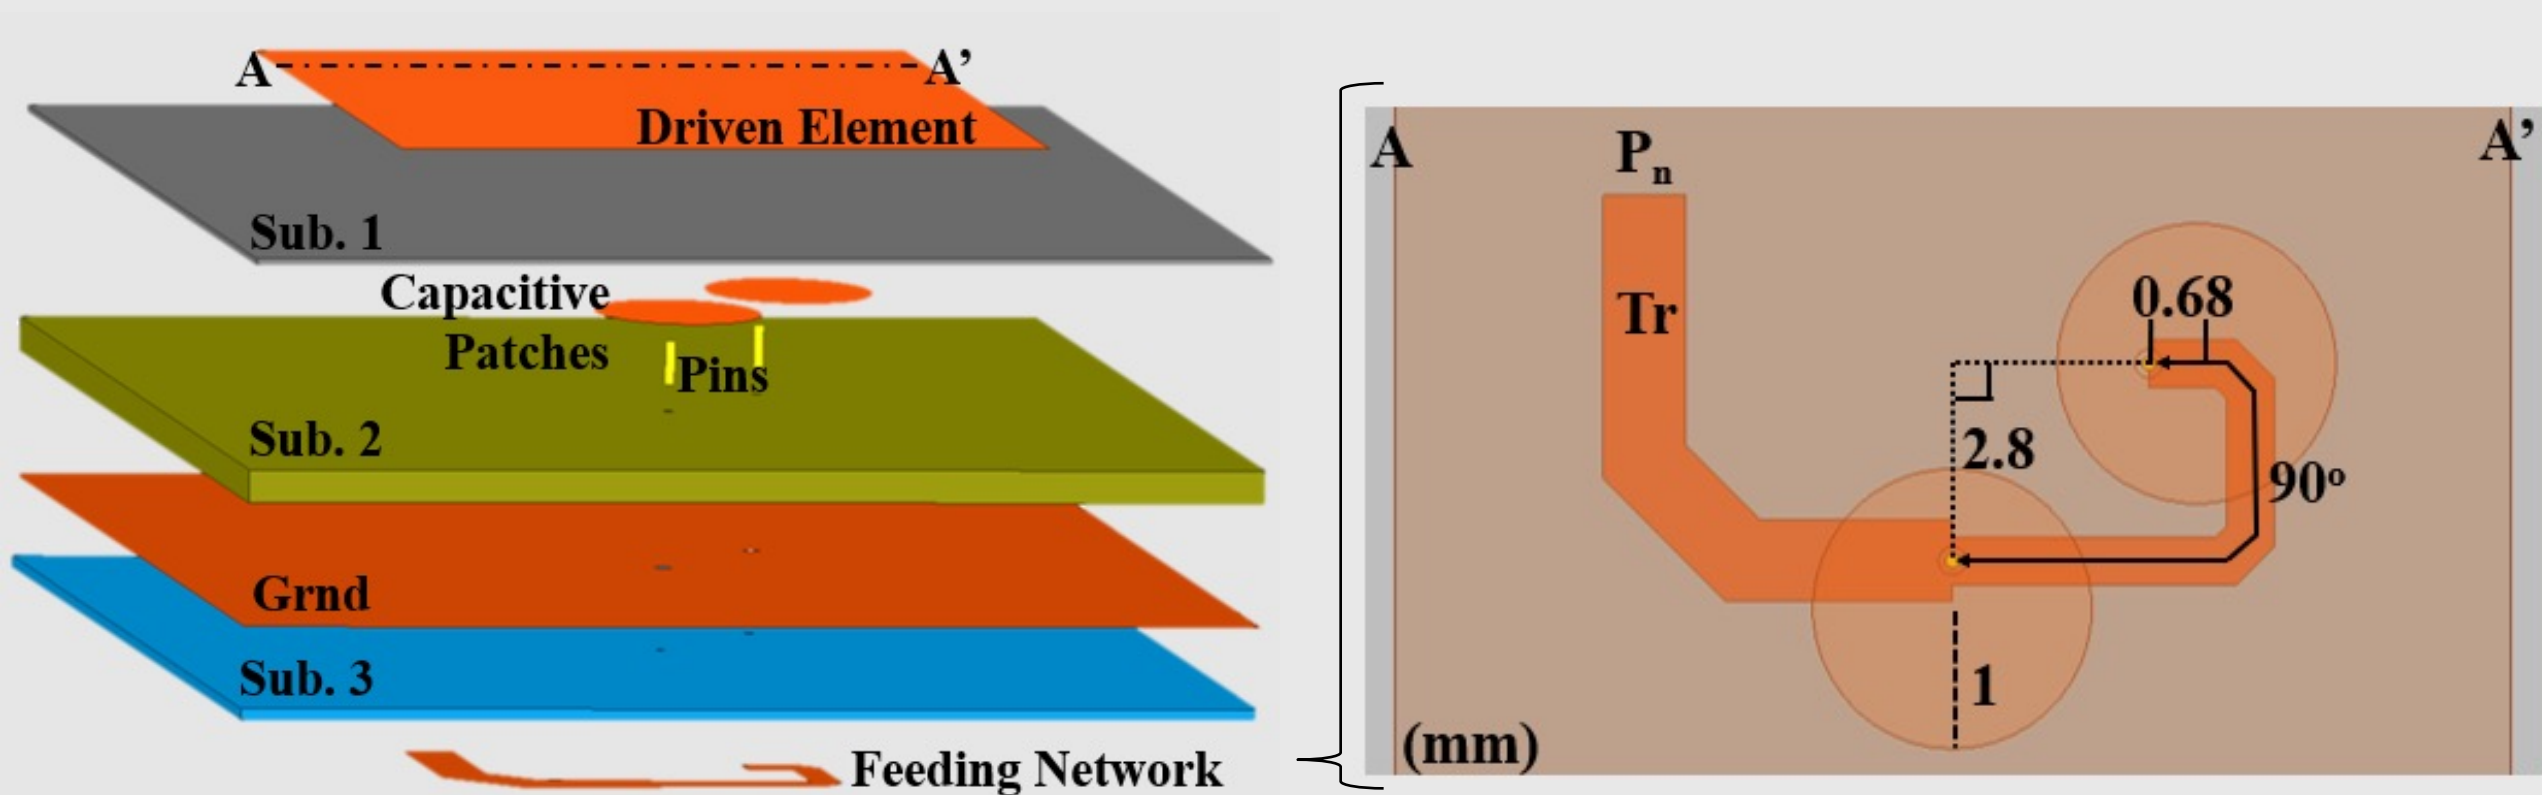 A
A’
Driven Element
Sub. 1
Capacitive
Patches
Pins
Sub. 2
Grnd
Sub. 3
Feeding Network
A
A’
Pn
Tr
0.68
2.8
90º
1
(mm)